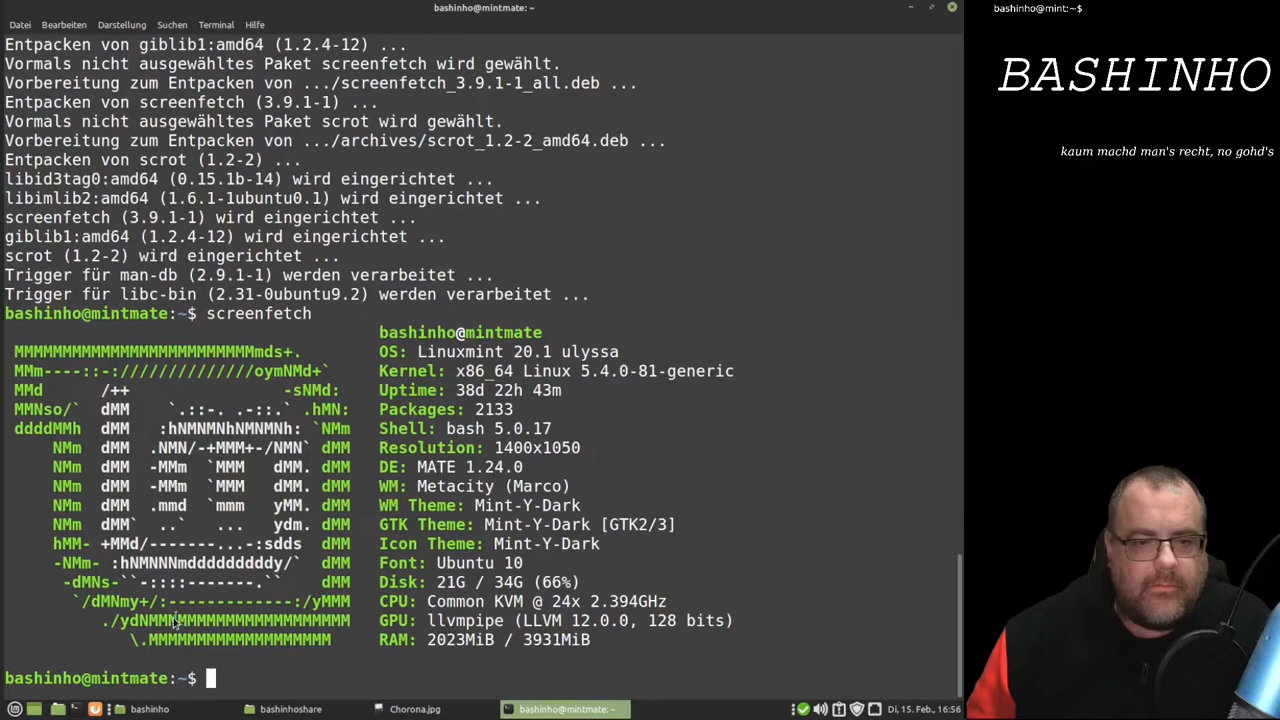 bashinho@mintmate: ~
Datei Bearbeiten Darstellung Suchen Terminal Hilfe
Entpacken von giblib1:amd64 (1.2.4-12) ...
Vormals nicht ausgewähltes Paket screenfetch wird gewählt.
Vorbereitung zum Entpacken von .../screenfetch_3.9.1-1_all.deb ...
Entpacken von screenfetch (3.9.1-1) ...
Vormals nicht ausgewähltes Paket scrot wird gewählt.
Vorbereitung zum Entpacken von .../archives/scrot_1.2-2_amd64.deb ...
Entpacken von scrot (1.2-2) ...
libid3tag0:amd64 (0.15.1b-14) wird eingerichtet ...
libimlib2:amd64 (1.6.1-1ubuntu0.1) wird eingerichtet ...
screenfetch (3.9.1-1) wird eingerichtet ...
giblib1:amd64 (1.2.4-12) wird eingerichtet ...
scrot (1.2-2) wird eingerichtet ...
Trigger für man-db (2.9.1-1) werden verarbeitet ...
Trigger für libc-bin (2.31-0ubuntu9.2) werden verarbeitet ...
bashinho@mintmate:~$ screenfetch
bashinho@mintmate
OS: Linuxmint 20.1 ulyssa
Kernel: x86_64 Linux 5.4.0-81-generic
Uptime: 38d 22h 43m
Packages: 2133
Shell: bash 5.0.17
Resolution: 1400x1050
DE: MATE 1.24.0
WM: Metacity (Marco)
WM Theme: Mint-Y-Dark
GTK Theme: Mint-Y-Dark [GTK2/3]
Icon Theme: Mint-Y-Dark
Font: Ubuntu 10
Disk: 21G / 34G (66%)
CPU: Common KVM @ 24x 2.394GHz
GPU: llvmpipe (LLVM 12.0.0, 128 bits)
RAM: 2023MiB / 3931MiB
bashinho@mintmate:~$
bashinho bashinhoshare Chorona.jpg bashinho@mintmate: ~ Di, 15. Feb., 16:56
bashinho@mint:~$
BASHINHO
kaum machd man's recht, no gohd's